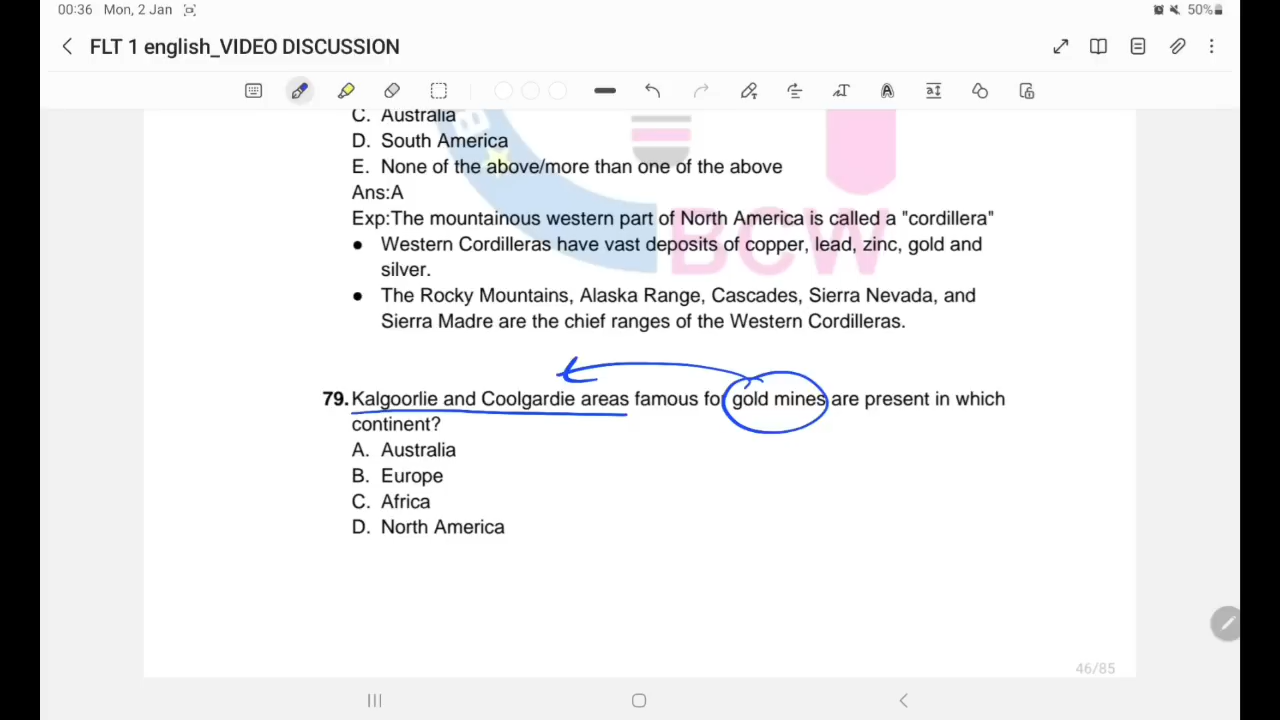 00:36 Mon, 2 Jan
50%
FLT 1 english_VIDEO DISCUSSION
C. Australia
D. South America
E. None of the above/more than one of the above
Ans:A
Exp:The mountainous western part of North America is called a "cordillera"
● Western Cordilleras have vast deposits of copper, lead, zinc, gold and
silver.
● The Rocky Mountains, Alaska Range, Cascades, Sierra Nevada, and
Sierra Madre are the chief ranges of the Western Cordilleras.
BCW
79. Kalgoorlie and Coolgardie areas famous for gold mines are present in which
continent?
A. Australia
B. Europe
C. Africa
D. North America
46/85